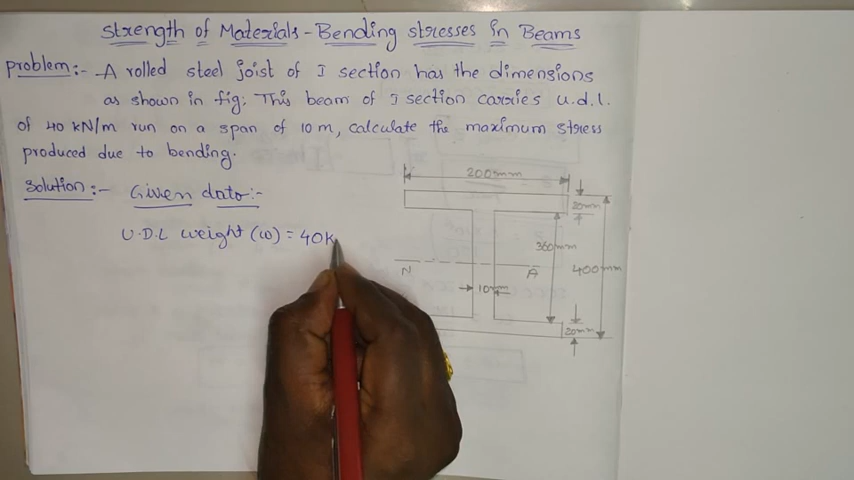 Strength of Materials - Bending stresses in Beams
problem:- A rolled steel joist of I section has the dimensions
as shown in fig: This beam of I section carries u.d.l.
of 40 kN/m run on a span of 10 m, calculate the maximum stress
produced due to bending.
Solution:- Given data:-
U.D.L weight (w) = 40K
200mm
20mm
360mm
N
A
400mm
10mm
20mm